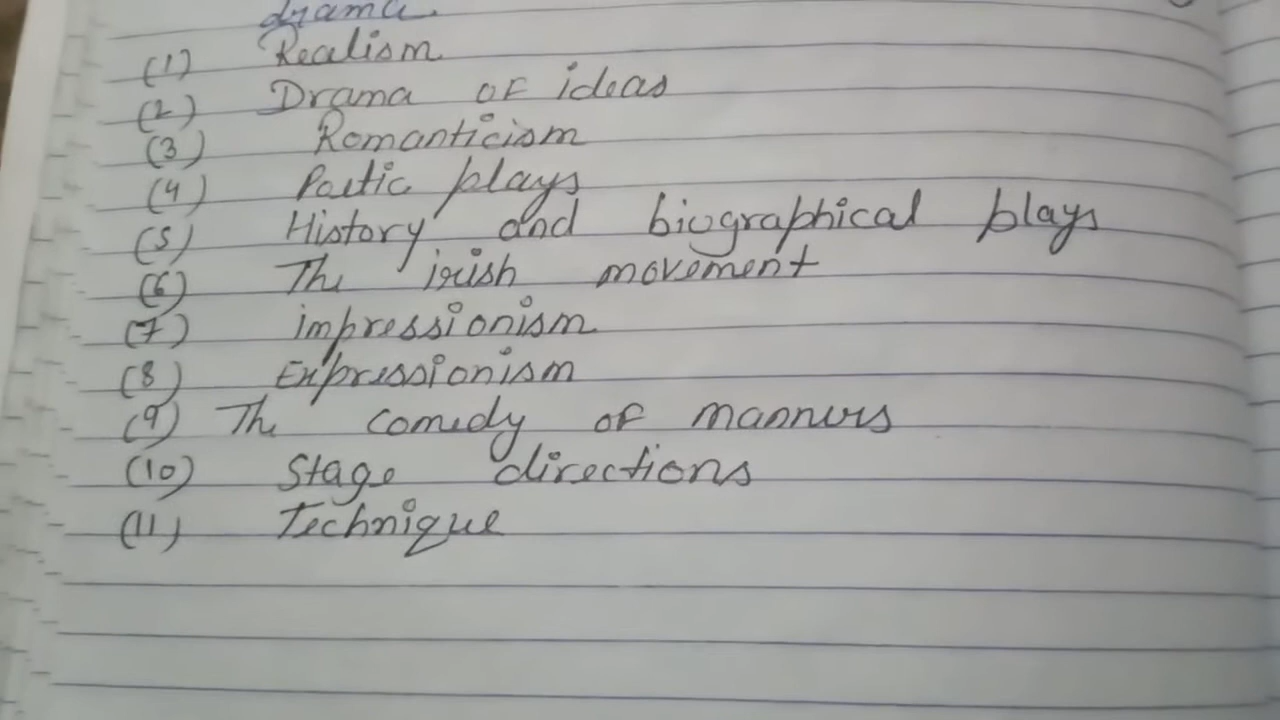 drama.
(1) Realism
(2) Drama of ideas
(3) Romanticism
(4) Poetic plays
(5) History and biographical plays
(6) The irish movement
(7) impressionism
(8) Expressionism
(9) The comedy of manners
(10) Stage directions
(11) Technique